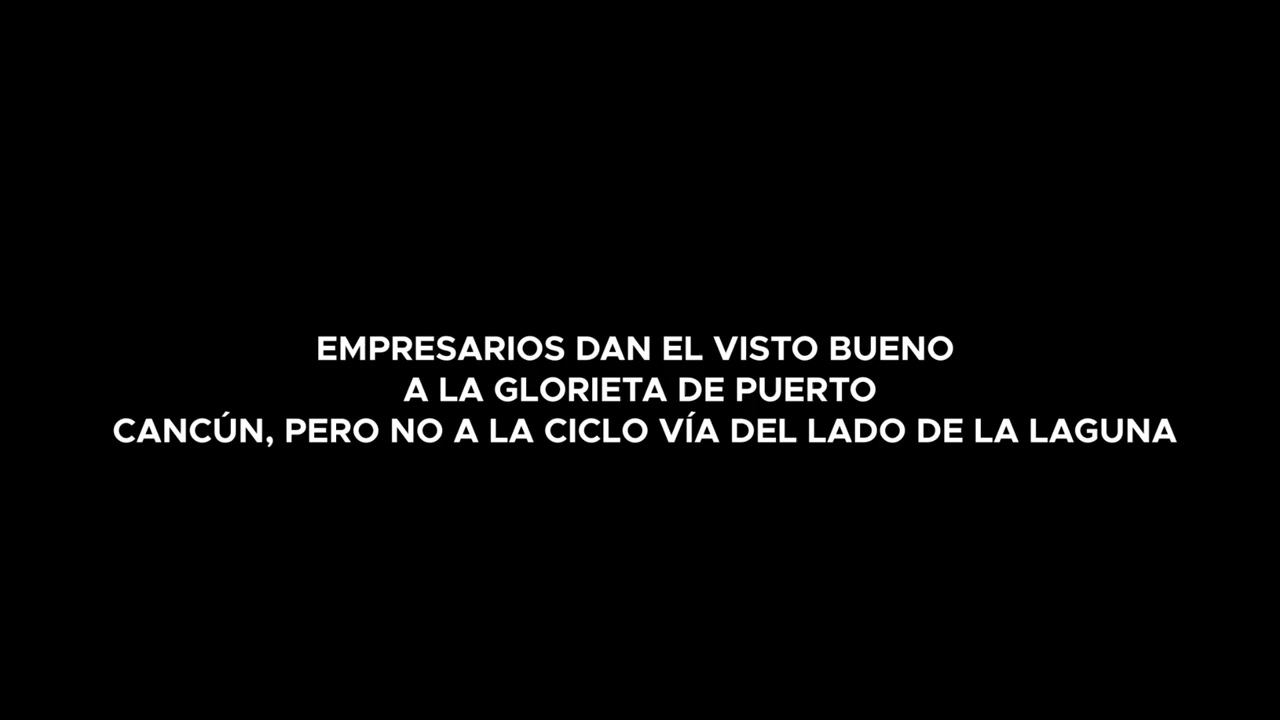 EMPRESARIOS DAN EL VISTO BUENO
A LA GLORIETA DE PUERTO
CANCÚN, PERO NO A LA CICLO VÍA DEL LADO DE LA LAGUNA